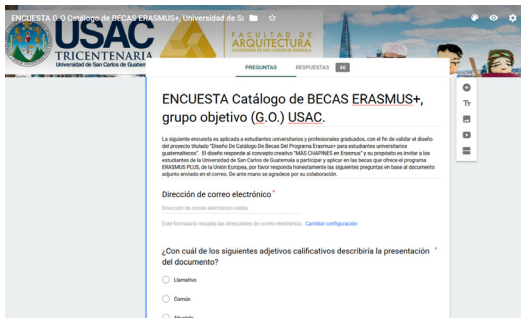 ENCUESTA G.O Catálogo de BECAS ERASMUS+, Universidad de S
USAC
TRICENTENARIA
Universidad de San Carlos de Guatem
FACULTAD DE
ARQUITECTURA
PREGUNTAS RESPUESTAS 46
ENCUESTA Catálogo de BECAS ERASMUS+,
grupo objetivo (G.O.) USAC.
La siguiente encuesta es aplicada a estudiantes universitarios y profesionales graduados, con el fin de validar el diseño
del proyecto titulado "Diseño De Catálogo De Becas Del Programa Erasmus+ para estudiantes universitarios
guatemaltecos". El diseño responde al concepto creativo "MÁS CHAPINES en Erasmus" y su propósito es invitar a los
estudiantes de la Universidad de San Carlos de Guatemala a participar y aplicar en las becas que ofrece el programa
ERASMUS PLUS, de la Unión Europea, por favor responda honestamente las siguientes preguntas en base al documento
adjunto enviado en el correo. De ante mano se agradece por su colaboración.
Dirección de correo electrónico *
Dirección de correo electrónico válida
Este formulario recopila las direcciones de correo electrónico. Cambiar configuración
¿Con cuál de los siguientes adjetivos calificativos describiría la presentación *
del documento?
Llamativo
Común